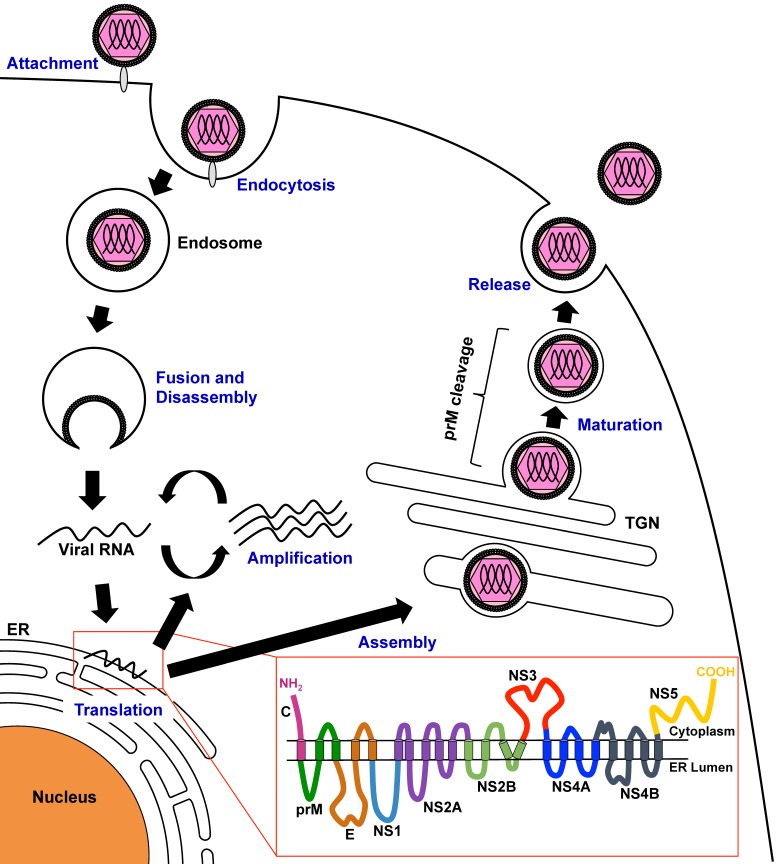 Attachment
Endocytosis
Endosome
Release
prM cleavage
Fusion and
Disassembly
Maturation
TGN
Viral RNA
Amplification
ER
Assembly
Translation
Nucleus
NH2
C
prM
E
NS1
NS2A
NS2B
NS3
NS4A
NS4B
NS5
COOH
Cytoplasm
ER Lumen